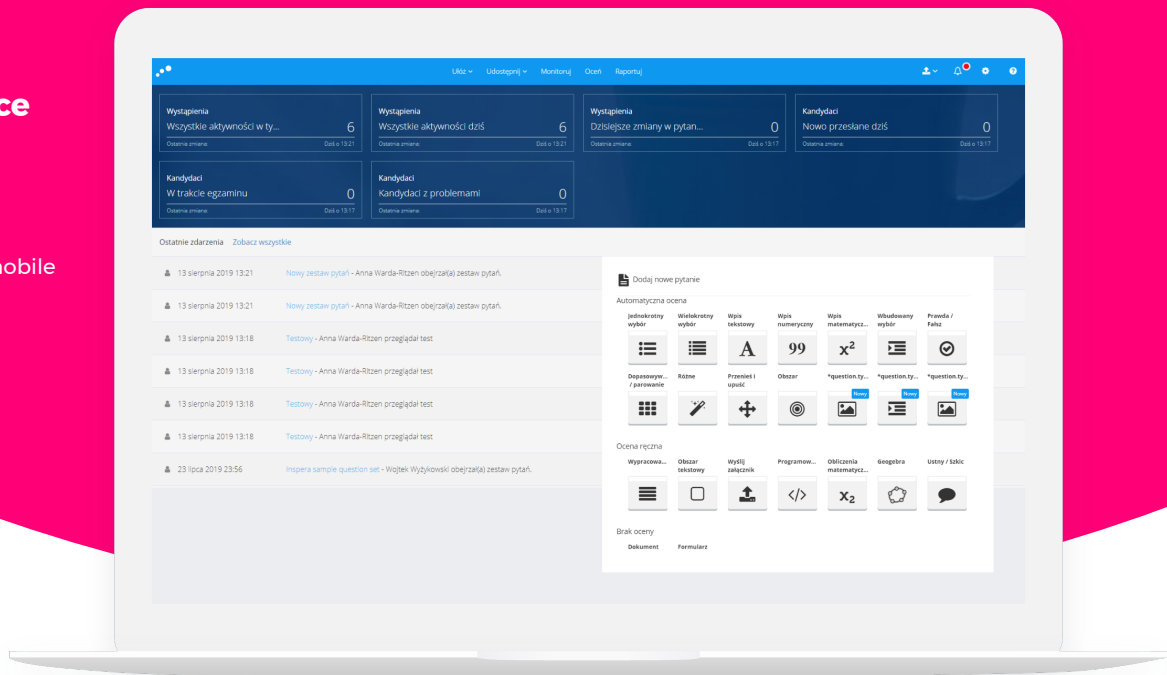 ce
obile
Ułóż Udostępnij Monitoruj Oceń Raportuj
Wystąpienia
Wszystkie aktywności w ty... 6
Ostatnia zmiana: Dziś o 13:21
Wystąpienia
Wszystkie aktywności dziś 6
Ostatnia zmiana: Dziś o 13:21
Wystąpienia
Dzisiejsze zmiany w pytan... 0
Ostatnia zmiana: Dziś o 13:17
Kandydaci
Nowo przesłane dziś 0
Ostatnia zmiana: Dziś o 13:17
Kandydaci
W trakcie egzaminu 0
Ostatnia zmiana: Dziś o 13:17
Kandydaci
Kandydaci z problemami 0
Ostatnia zmiana: Dziś o 13:17
Ostatnie zdarzenia Zobacz wszystkie
13 sierpnia 2019 13:21 Nowy zestaw pytań - Anna Warda-Ritzen obejrzał(a) zestaw pytań.
13 sierpnia 2019 13:21 Nowy zestaw pytań - Anna Warda-Ritzen obejrzał(a) zestaw pytań.
13 sierpnia 2019 13:18 Testowy - Anna Warda-Ritzen przeglądał test
13 sierpnia 2019 13:18 Testowy - Anna Warda-Ritzen przeglądał test
13 sierpnia 2019 13:18 Testowy - Anna Warda-Ritzen przeglądał test
13 sierpnia 2019 13:18 Testowy - Anna Warda-Ritzen przeglądał test
23 lipca 2019 23:56 Inspera sample question set - Wojtek Wyżykowski obejrzał(a) zestaw pytań.
Dodaj nowe pytanie
Automatyczna ocena
Jednokrotny wybór
Wielokrotny wybór
Wpis tekstowy
Wpis numeryczny
Wpis matematycz...
Wbudowany wybór
Prawda / Fałsz
A 99 x²
Dopasowyw... / parowanie
Różne
Przenieś i upuść
Obszar
*question.ty...
*question.ty...
*question.ty...
Nowy Nowy Nowy
Ocena ręczna
Wypracowa...
Obszar tekstowy
Wyślij załącznik
Programow...
Obliczenia matematycz...
Geogebra
Ustny / Szkic
</> x₂
Brak oceny
Dokument Formularz